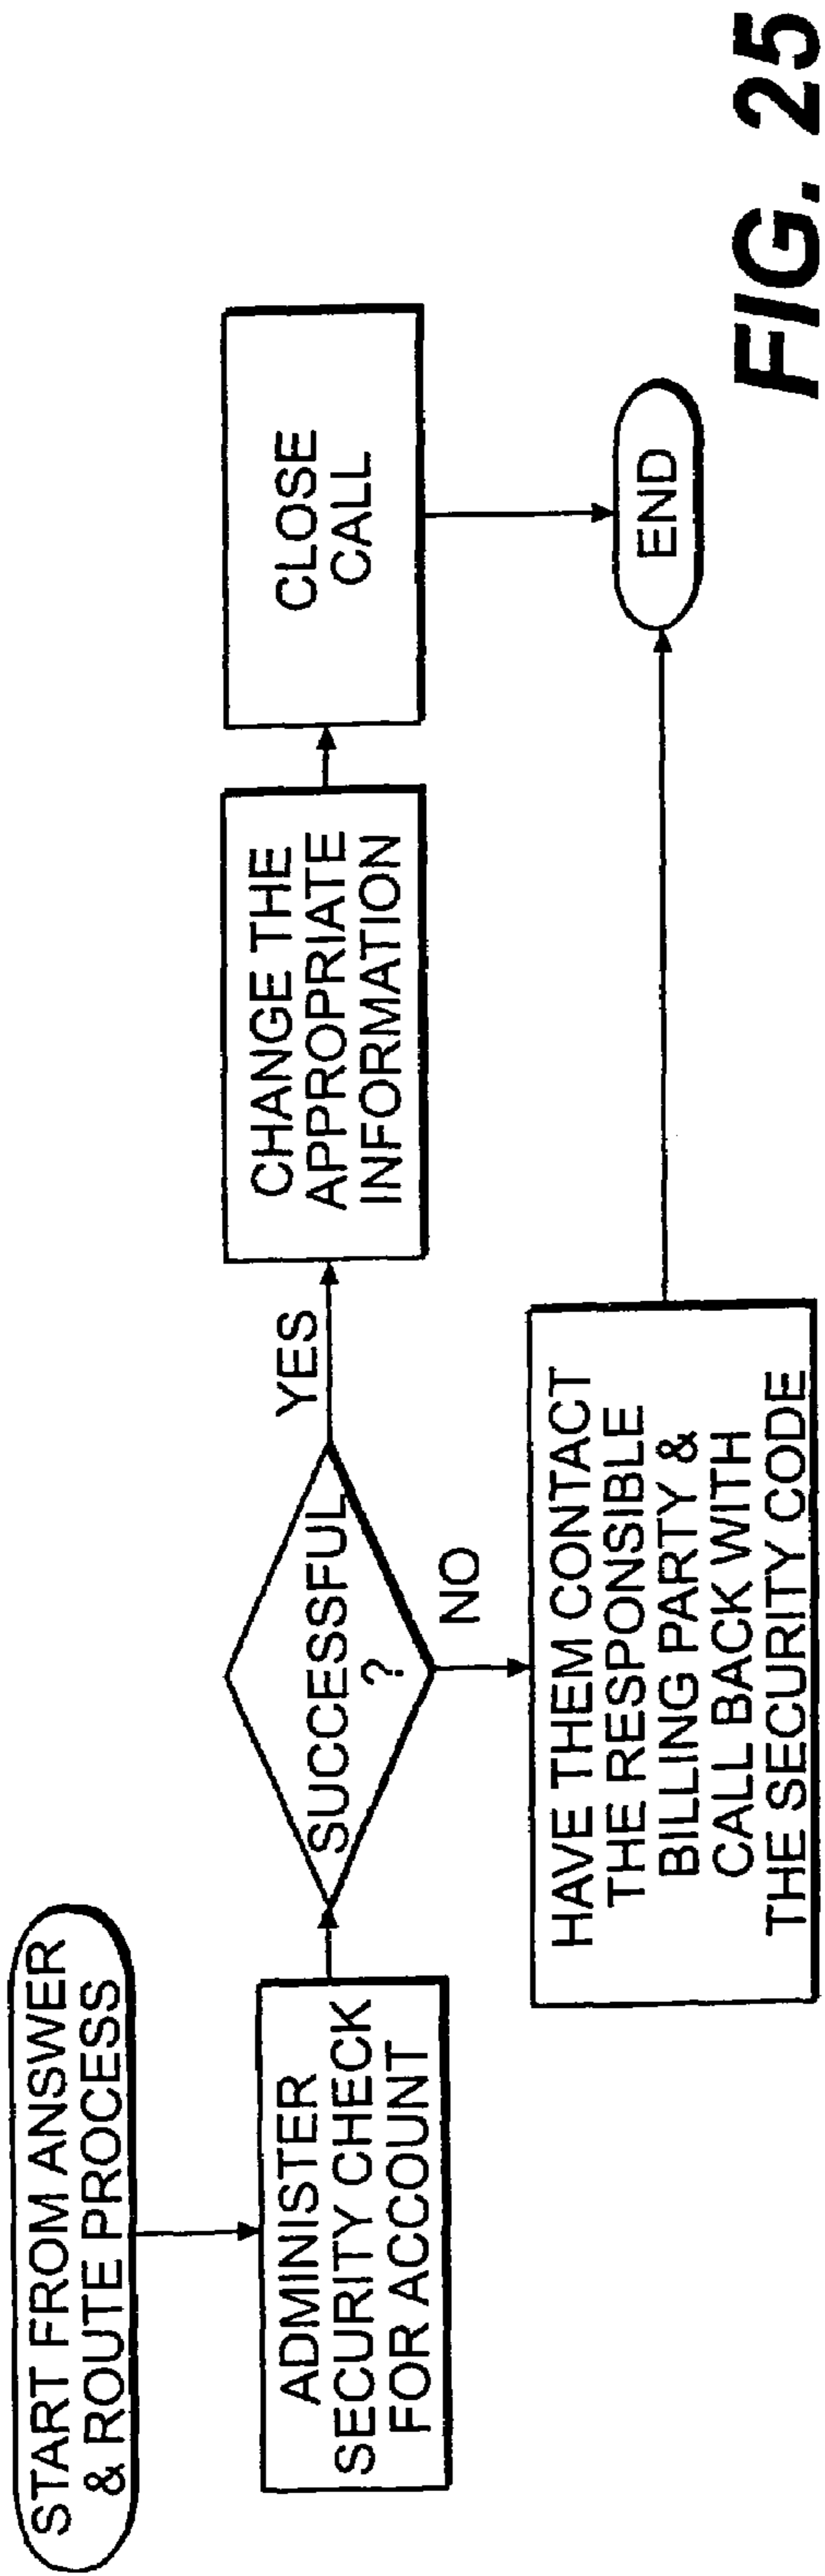 START FROM ANSWER
& ROUTE PROCESS
ADMINISTER
SECURITY CHECK
FOR ACCOUNT
SUCCESSFUL
?
YES
NO
CHANGE THE
APPROPRIATE
INFORMATION
CLOSE
CALL
HAVE THEM CONTACT
THE RESPONSIBLE
BILLING PARTY &
CALL BACK WITH
THE SECURITY CODE
END
FIG. 25